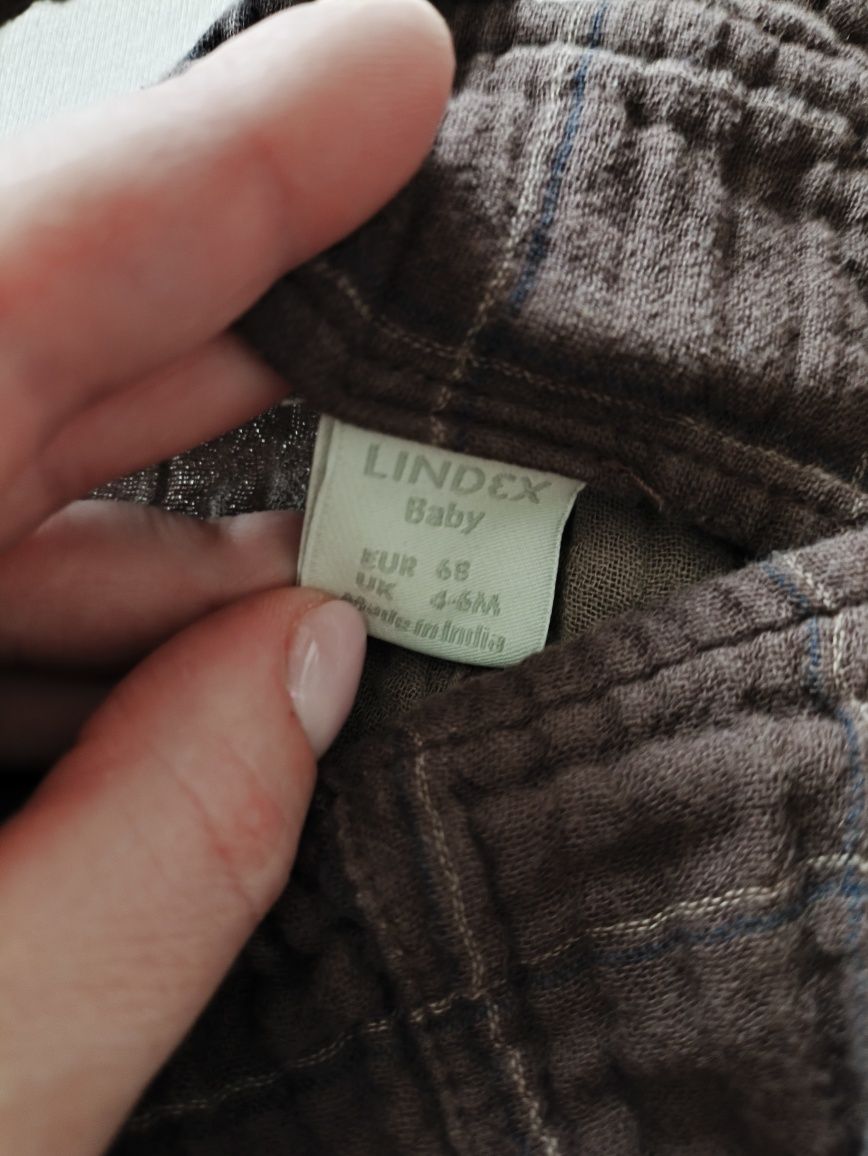 LINDEX
Baby
EUR 68
UK 4-6M
Made in India